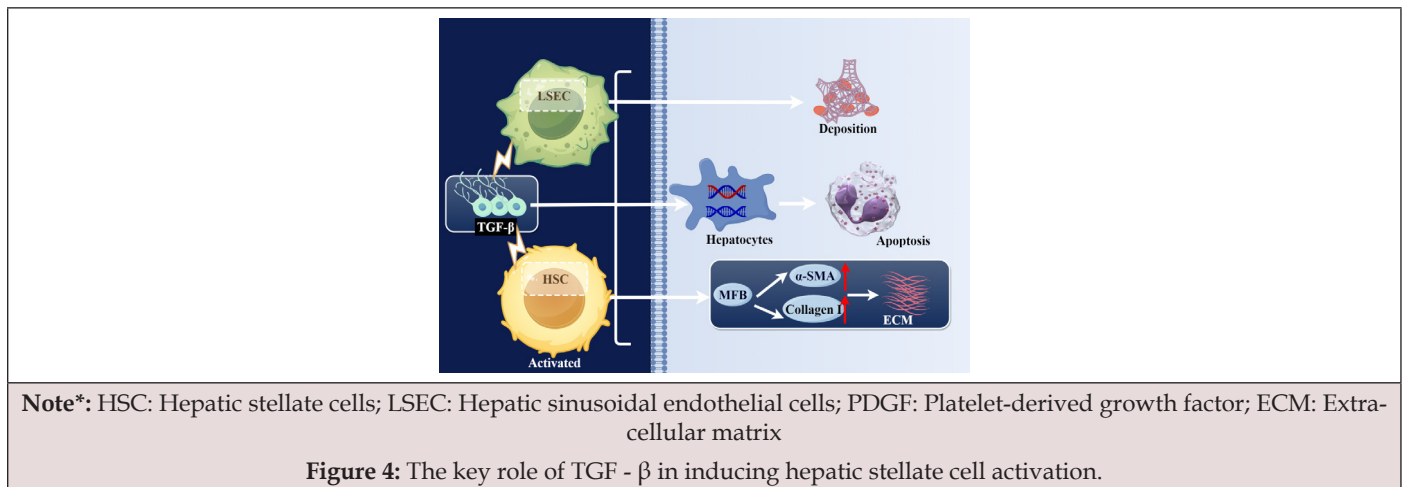 LSEC
Deposition
TGF-β
Hepatocytes
Apoptosis
HSC
α-SMA
MFB
Collagen I
ECM
Activated
Note*: HSC: Hepatic stellate cells; LSEC: Hepatic sinusoidal endothelial cells; PDGF: Platelet-derived growth factor; ECM: Extra-
cellular matrix
Figure 4: The key role of TGF - β in inducing hepatic stellate cell activation.